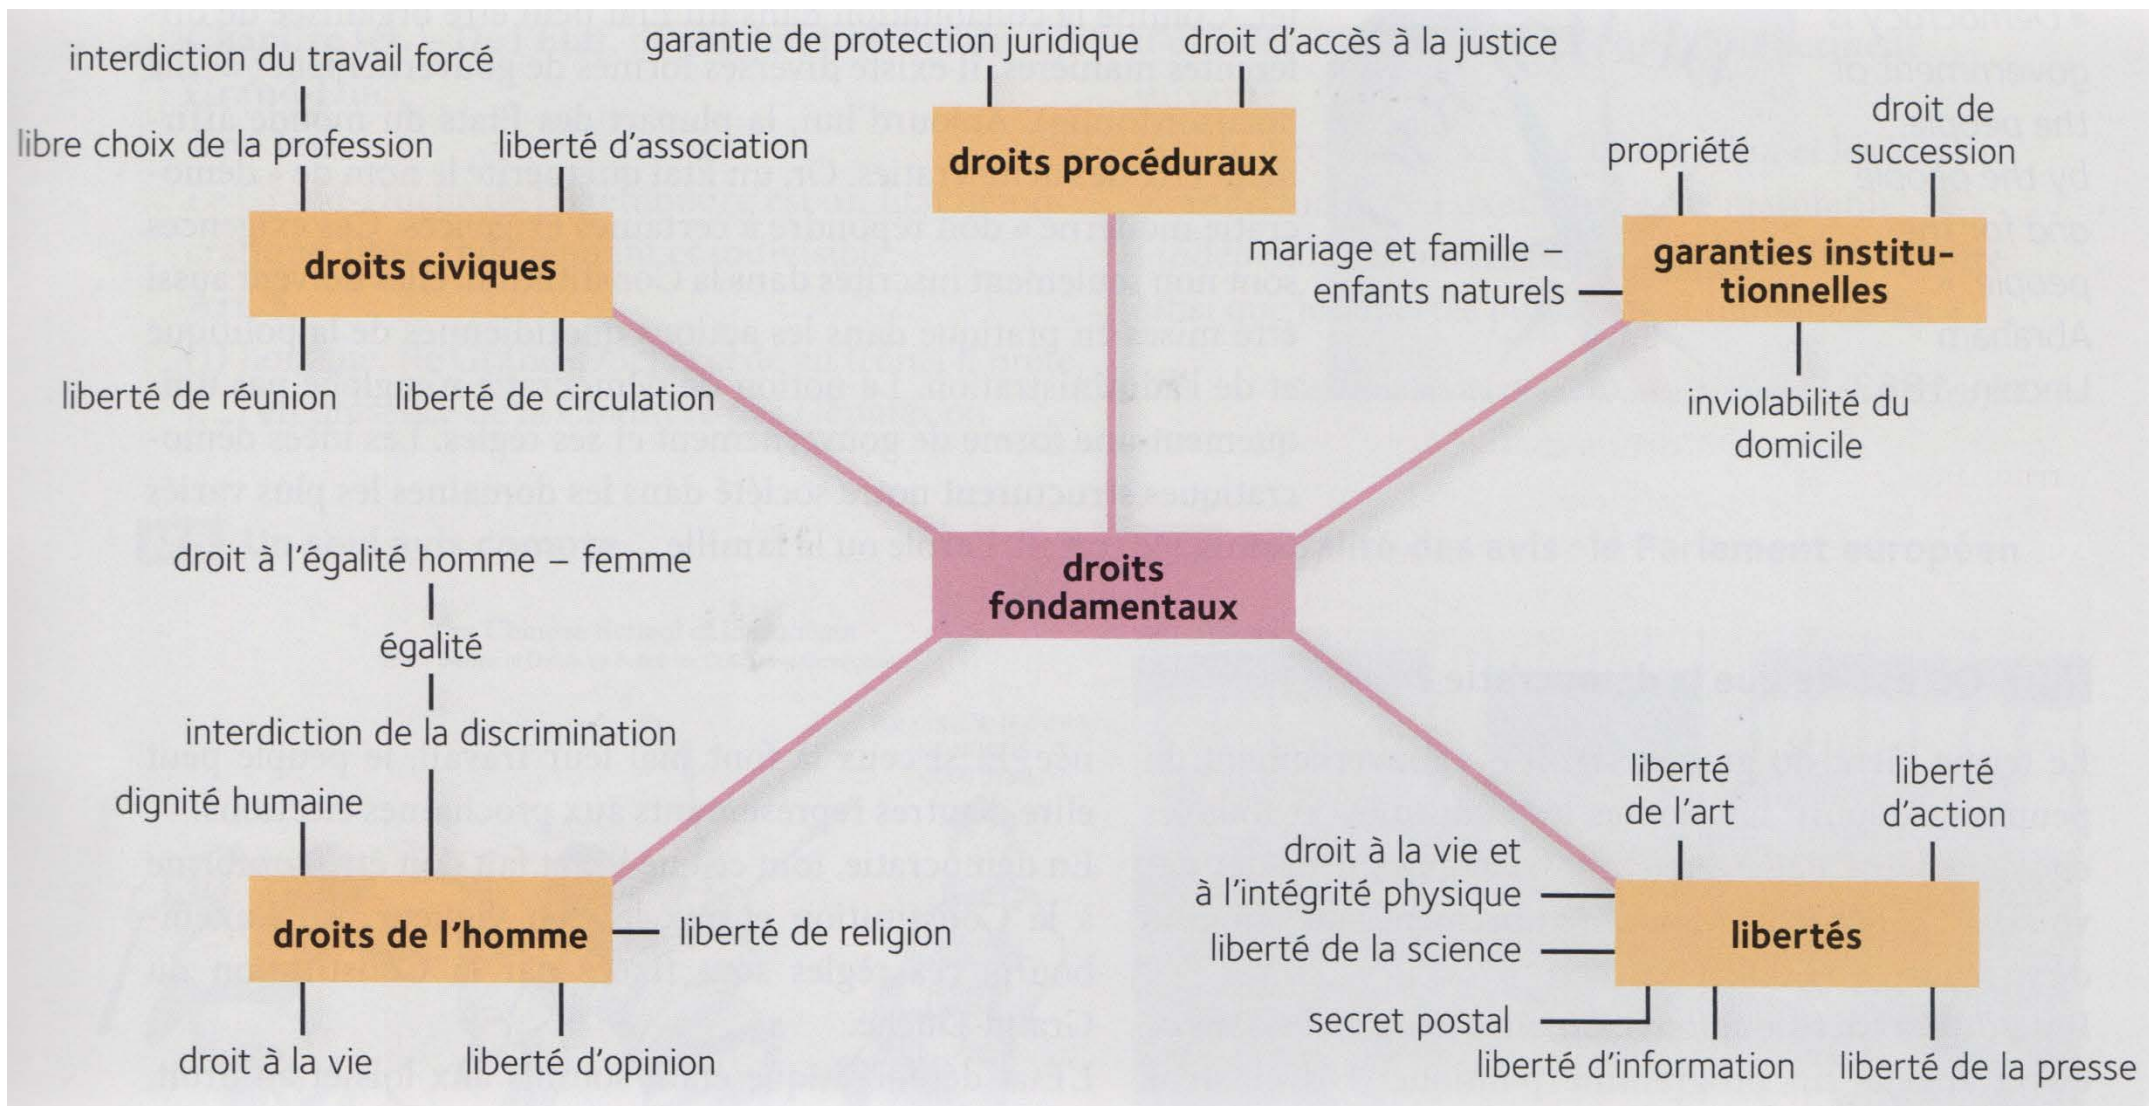 interdiction du travail forcé
libre choix de la profession
liberté d'association
droits civiques
liberté de réunion
liberté de circulation
garantie de protection juridique
droit d'accès à la justice
droits procéduraux
propriété
droit de
succession
mariage et famille –
enfants naturels
garanties institu-
tionnelles
inviolabilité du
domicile
droits
fondamentaux
droit à l'égalité homme – femme
égalité
interdiction de la discrimination
dignité humaine
droits de l'homme
liberté de religion
droit à la vie
liberté d'opinion
liberté
de l'art
liberté
d'action
droit à la vie et
à l'intégrité physique
liberté de la science
libertés
secret postal
liberté d'information
liberté de la presse